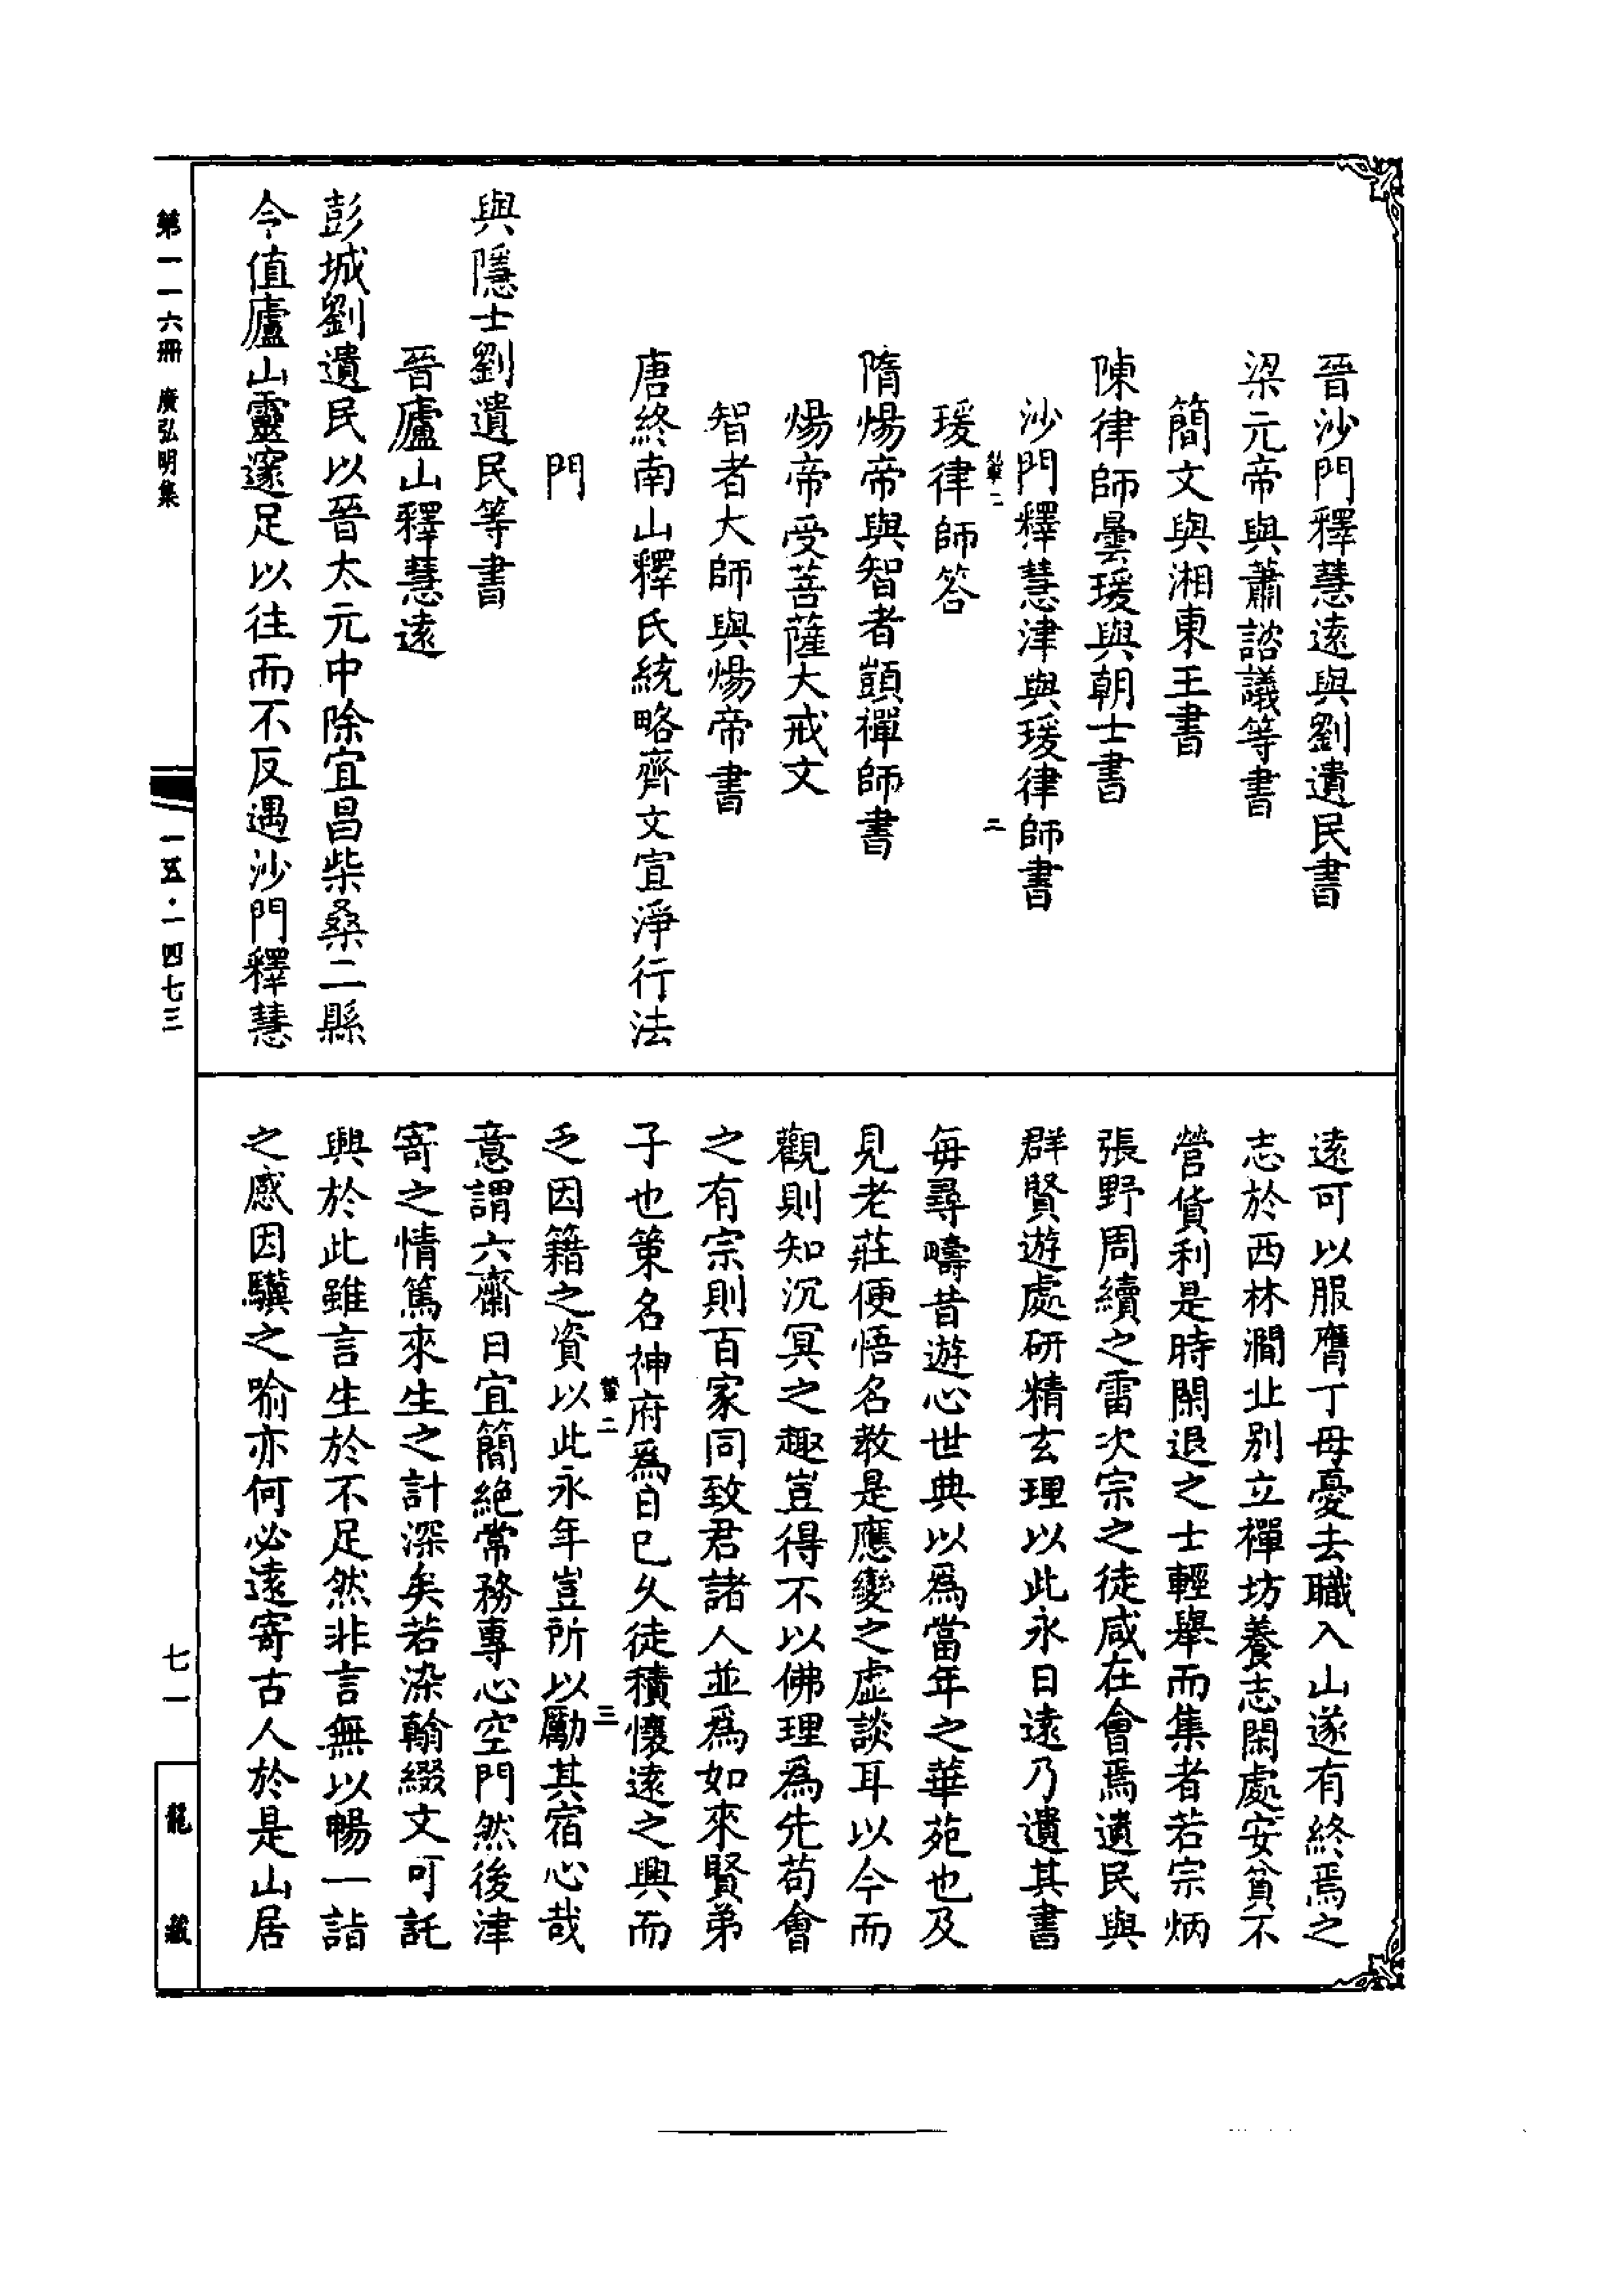 晉沙門釋慧遠與劉遺民書
梁元帝與蕭諮議等書
簡文與湘東王書
陳律師曇瑗與朝士書
沙門釋慧津與瑗律師書
二
瑗律師答
隋煬帝與智者顗禪師書
煬帝受菩薩大戒文
智者大師與煬帝書
唐終南山釋氏統略齊文宣淨行法
門
與隱士劉遺民等書
晉廬山釋慧遠
彭城劉遺民以晉太元中除宜昌柴桑二縣
令值廬山靈邃足以往而不反遇沙門釋慧
遠可以服膺丁母憂去職入山遂有終焉之
志於西林澗北別立禪坊養志閑處安貧不
營貨利是時閑退之士輕舉而集者若宗炳
張野周續之雷次宗之徒咸在會焉遺民與
群賢遊處研精玄理以此永日遠乃遺其書
每尋疇昔遊心世典以為當年之華苑也及
見老莊便悟名教是應變之虛談耳以今而
觀則知沉冥之趣豈得不以佛理為先苟會
之有宗則百家同致君諸人並為如來賢弟
子也策名神府為自已久徒積懷遠之興而
三
乏因籍之資以此永年豈所以勵其宿心哉
意謂六齋日宜簡絕常務專心空門然後津
寄之情篤來生之計深矣若染翰綴文可託
興於此雖言生於不足然非言無以暢一詣
之感因驥之喻亦何必遠寄古人於是山居
第一一六冊 廣弘明集
一五·一四七三
七一
龍藏